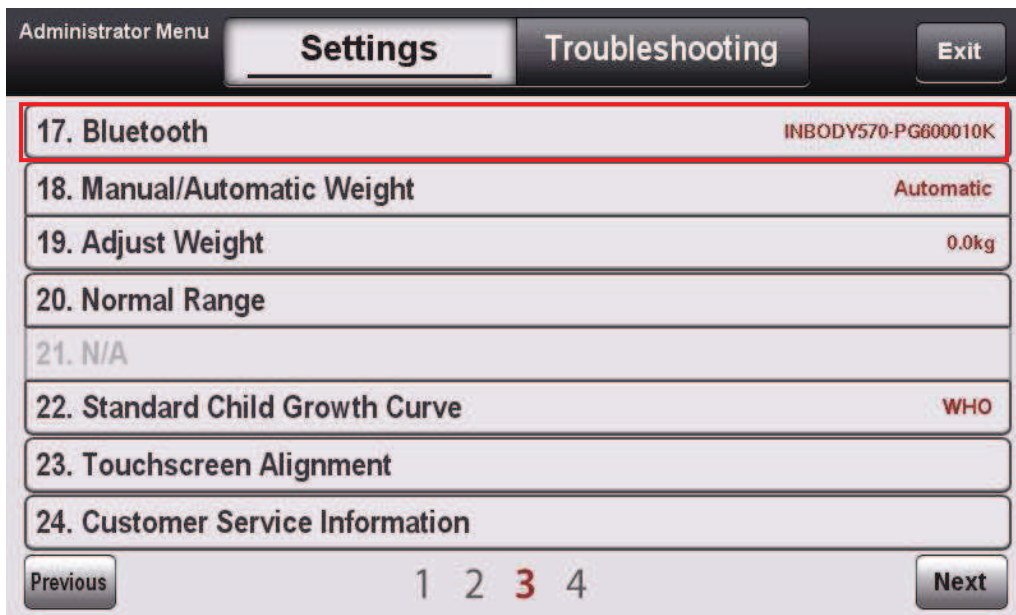 Administrator Menu
Settings
Troubleshooting
Exit
17. Bluetooth INBODY570-PG600010K
18. Manual/Automatic Weight Automatic
19. Adjust Weight 0.0kg
20. Normal Range
21. N/A
22. Standard Child Growth Curve WHO
23. Touchscreen Alignment
24. Customer Service Information
Previous 1 2 3 4 Next